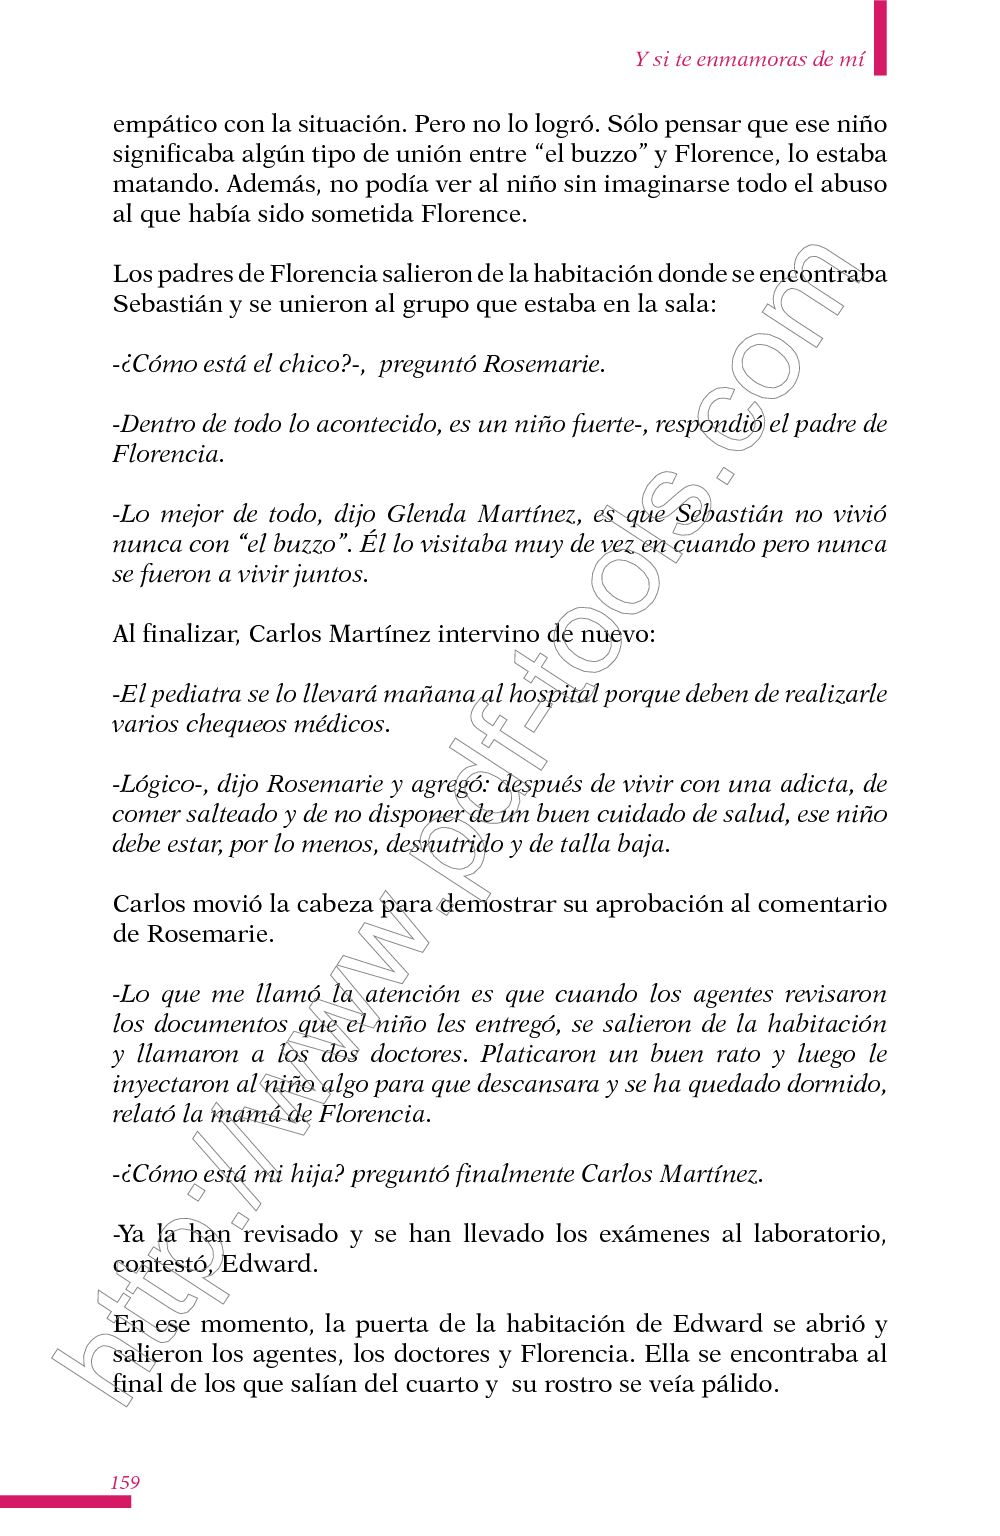 Y si te enmamoras de mí
empático con la situación. Pero no lo logró. Sólo pensar que ese niño
significaba algún tipo de unión entre “el buzzo” y Florence, lo estaba
matando. Además, no podía ver al niño sin imaginarse todo el abuso
al que había sido sometida Florence.
Los padres de Florencia salieron de la habitación donde se encontraba
Sebastián y se unieron al grupo que estaba en la sala:
-¿Cómo está el chico?-, preguntó Rosemarie.
-Dentro de todo lo acontecido, es un niño fuerte-, respondió el padre de
Florencia.
-Lo mejor de todo, dijo Glenda Martínez, es que Sebastián no vivió
nunca con “el buzzo”. Él lo visitaba muy de vez en cuando pero nunca
se fueron a vivir juntos.
Al finalizar, Carlos Martínez intervino de nuevo:
-El pediatra se lo llevará mañana al hospital porque deben de realizarle
varios chequeos médicos.
-Lógico-, dijo Rosemarie y agregó: después de vivir con una adicta, de
comer salteado y de no disponer de un buen cuidado de salud, ese niño
debe estar, por lo menos, desnutrido y de talla baja.
Carlos movió la cabeza para demostrar su aprobación al comentario
de Rosemarie.
-Lo que me llamó la atención es que cuando los agentes revisaron
los documentos que el niño les entregó, se salieron de la habitación
y llamaron a los dos doctores. Platicaron un buen rato y luego le
inyectaron al niño algo para que descansara y se ha quedado dormido,
relató la mamá de Florencia.
-¿Cómo está mi hija? preguntó finalmente Carlos Martínez.
-Ya la han revisado y se han llevado los exámenes al laboratorio,
contestó, Edward.
En ese momento, la puerta de la habitación de Edward se abrió y
salieron los agentes, los doctores y Florencia. Ella se encontraba al
final de los que salían del cuarto y su rostro se veía pálido.
159
http://www.pdf-tools.com